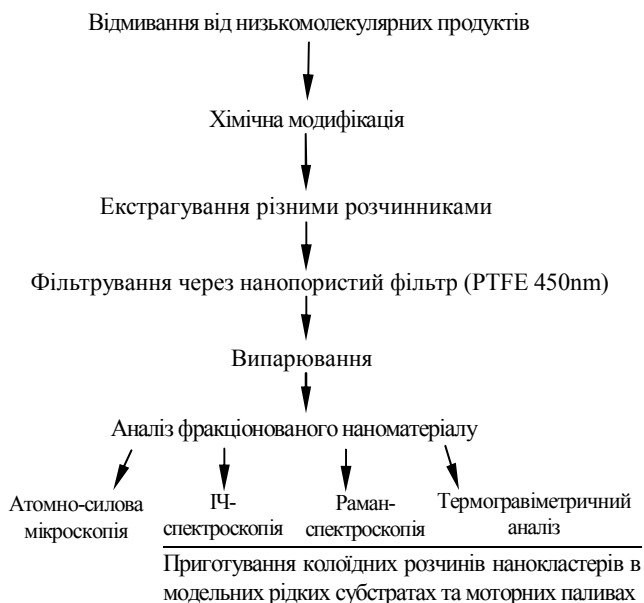 Відмивання від низькомолекулярних продуктів
Хімічна модифікація
Екстрагування різними розчинниками
Фільтрування через нанопористий фільтр (PTFE 450nm)
Випарювання
Аналіз фракціонованого наноматеріалу
Атомно-силова
мікроскопія
ІЧ-
спектроскопія
Раман-
спектроскопія
Термогравіметричний
аналіз
Приготування колоїдних розчинів нанокластерів в
модельних рідких субстратах та моторних паливах